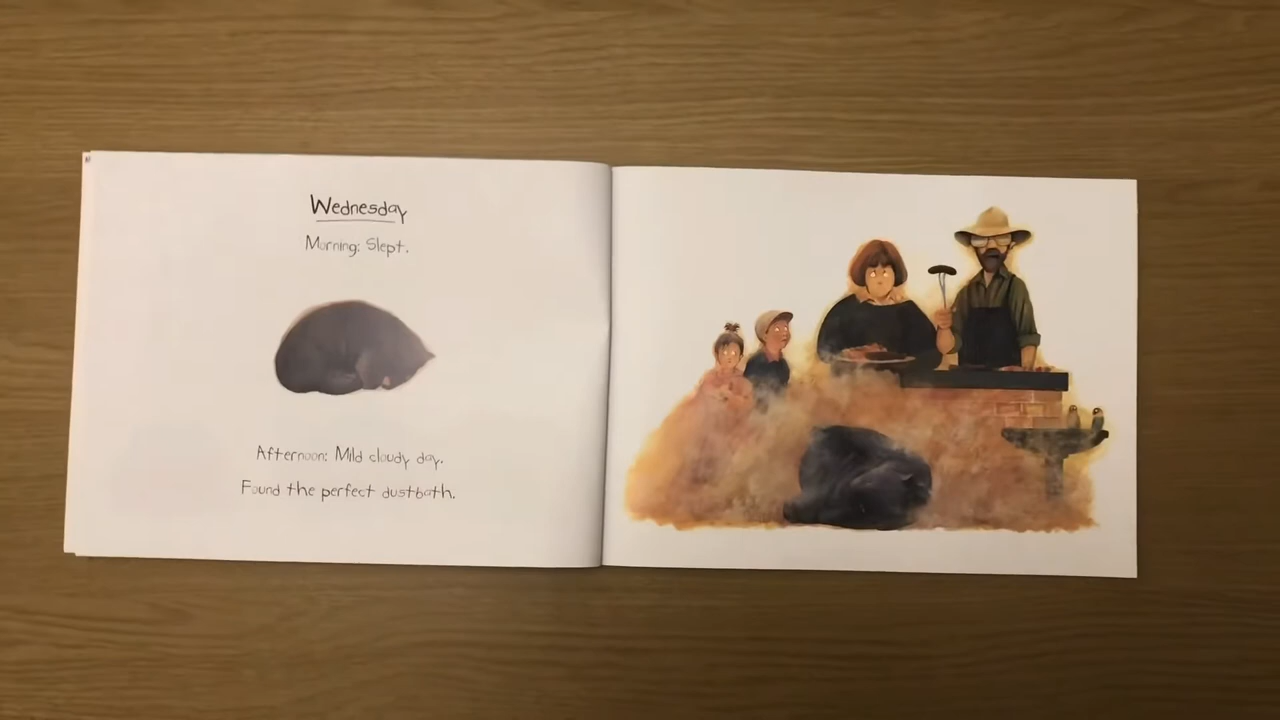 Wednesday
Morning: Slept.
Afternoon: Mild cloudy day.
Found the perfect dustbath.